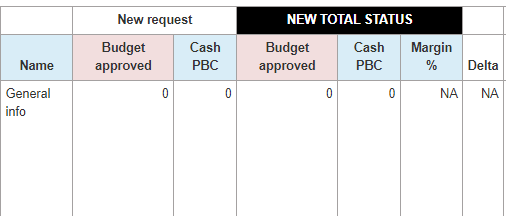 New request NEW TOTAL STATUS
Name Budget approved Cash PBC Budget approved Cash PBC Margin % Delta
General info 0 0 0 0 NA NA